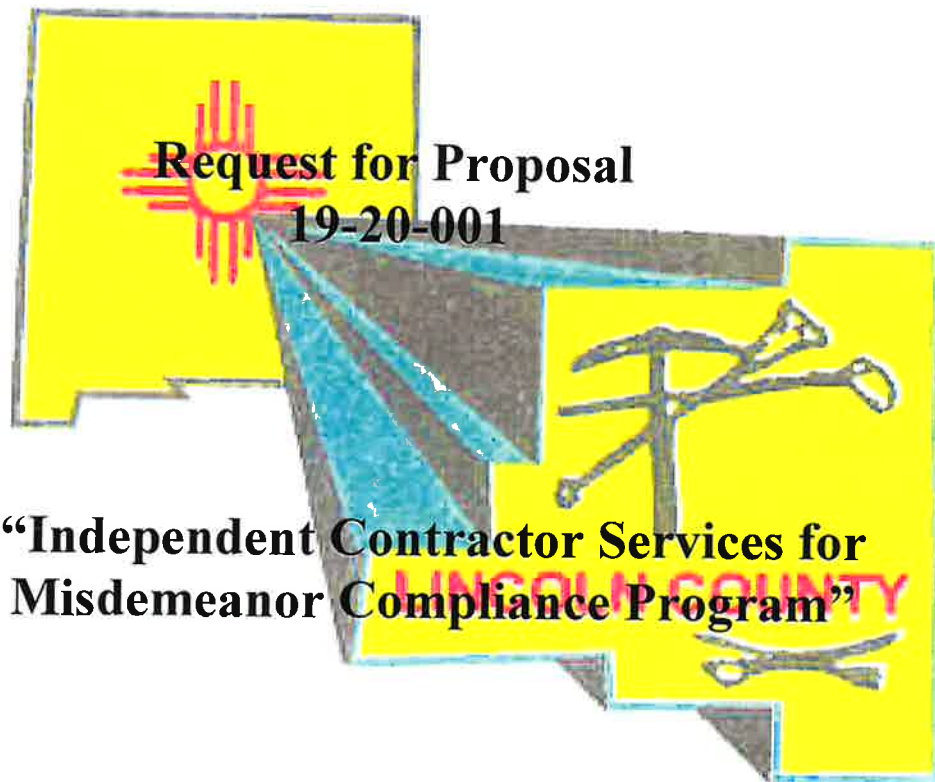 Request for Proposal
19-20-001
“Independent Contractor Services for
Misdemeanor Compliance Program”
LINCOLN COUNTY